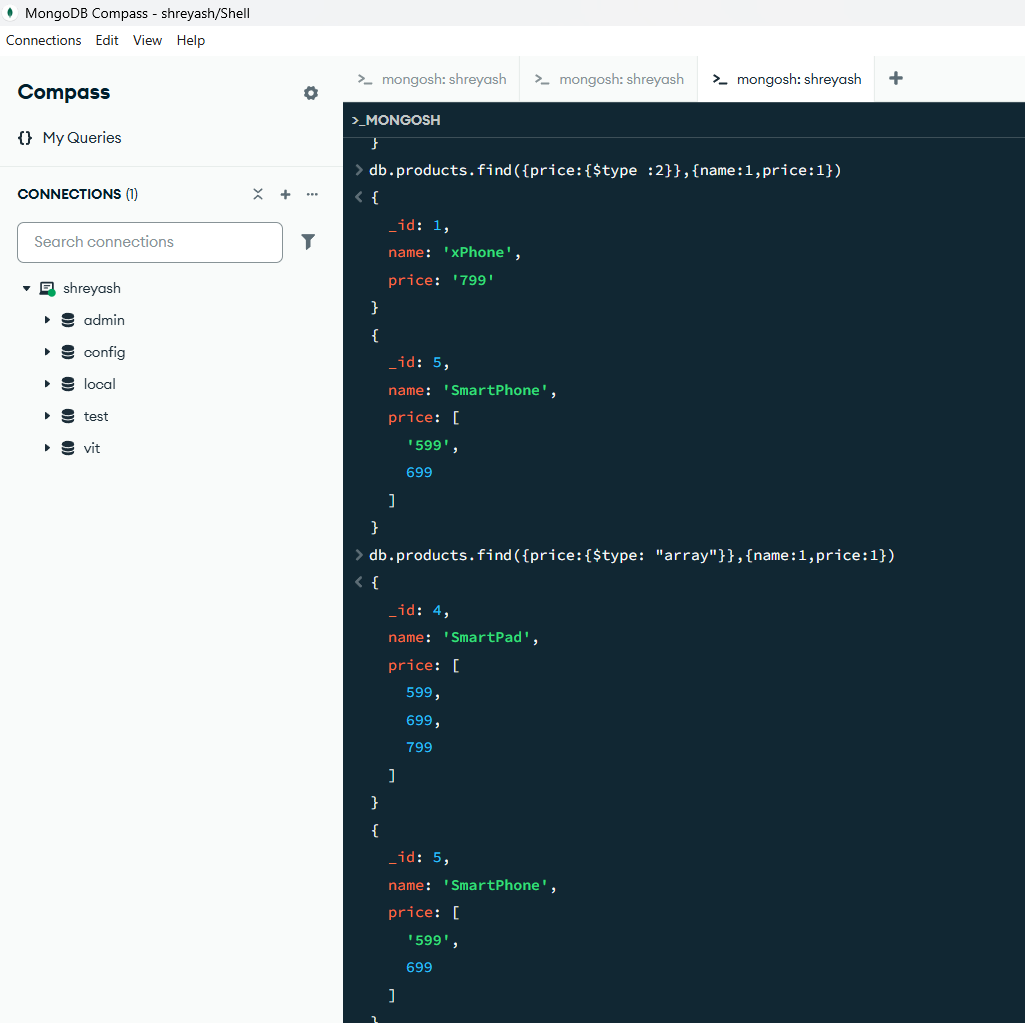 MongoDB Compass - shreyash/Shell
Connections Edit View Help
Compass
{} My Queries
CONNECTIONS (1)
Search connections
shreyash
admin
config
local
test
vit
>_ mongosh: shreyash >_ mongosh: shreyash >_ mongosh: shreyash +
>_MONGOSH
}
> db.products.find({price:{$type :2}},{name:1,price:1})
< {
_id: 1,
name: 'xPhone',
price: '799'
}
{
_id: 5,
name: 'SmartPhone',
price: [
'599',
699
]
}
> db.products.find({price:{$type: "array"}},{name:1,price:1})
< {
_id: 4,
name: 'SmartPad',
price: [
599,
699,
799
]
}
{
_id: 5,
name: 'SmartPhone',
price: [
'599',
699
]
}